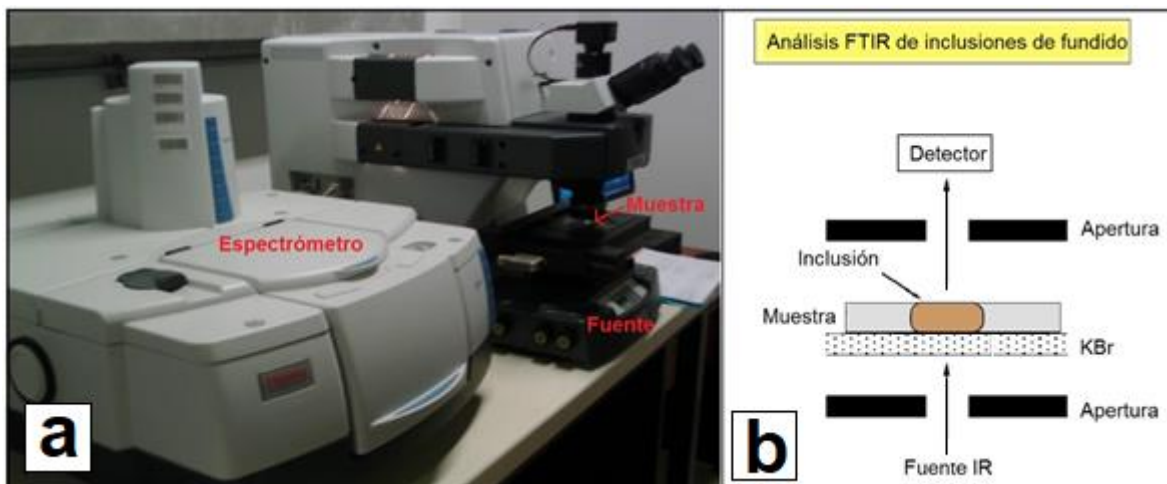 Muestra
Espectrómetro
Fuente
a
Análisis FTIR de inclusiones de fundido
Detector
Apertura
Inclusión
Muestra
KBr
Apertura
Fuente IR
b